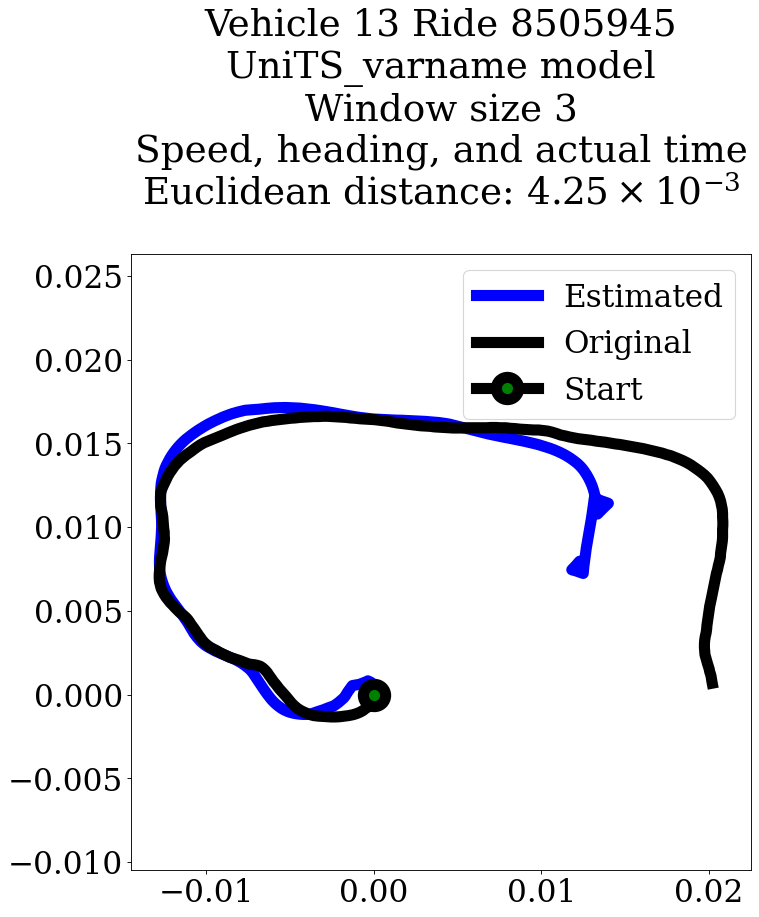 Vehicle 13 Ride 8505945
UniTS_varname model
Window size 3
Speed, heading, and actual time
Euclidean distance: 4.25 × 10⁻³
Estimated
Original
Start
0.025
0.020
0.015
0.010
0.005
0.000
−0.005
−0.010
−0.01 0.00 0.01 0.02